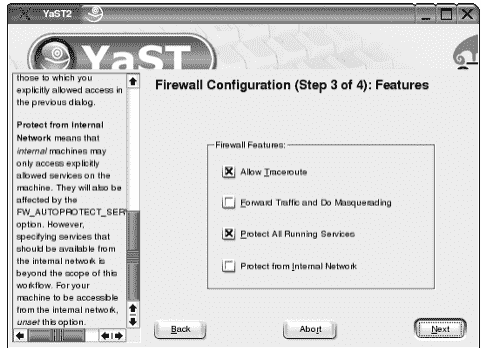 YaST2
YaST
those to which you
explicitly allowed access in
the previous dialog.
Protect from Internal
Network means that
internal machines may
only access explicitly
allowed services on the
machine. They will also be
affected by the
FW_AUTOPROTECT_SERV
option. However,
specifying services that
should be available from
the internal network is
beyond the scope of this
workflow. For your
machine to be accessible
from the internal network,
unset this option.
Firewall Configuration (Step 3 of 4): Features
Firewall Features:
Allow Traceroute
Forward Traffic and Do Masquerading
Protect All Running Services
Protect from Internal Network
Back
Abort
Next